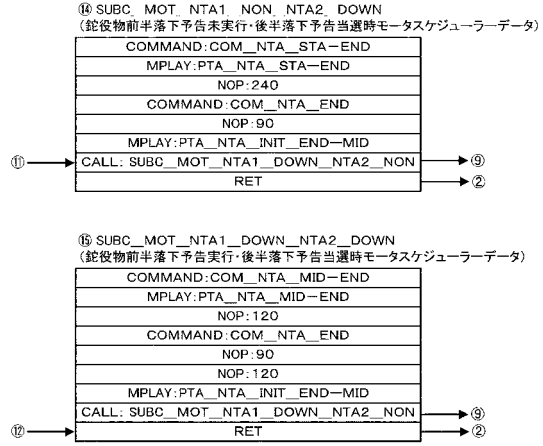 ⑭ SUBC_MOT_NTA1_NON_NTA2_DOWN
(鉈役物前半落下予告未実行・後半落下予告当選時モータスケジューラーデータ)
COMMAND:COM_NTA_STA－END
MPLAY:PTA_NTA_STA－END
NOP:240
COMMAND:COM_NTA_END
NOP:90
MPLAY:PTA_NTA_INIT_END－MID
⑪ CALL: SUBC_MOT_NTA1_DOWN_NTA2_NON ⑨
RET ②
⑮ SUBC_MOT_NTA1_DOWN_NTA2_DOWN
(鉈役物前半落下予告実行・後半落下予告当選時モータスケジューラーデータ)
COMMAND:COM_NTA_MID－END
MPLAY:PTA_NTA_MID－END
NOP:120
COMMAND:COM_NTA_END
NOP:90
NOP:120
MPLAY:PTA_NTA_INIT_END－MID
CALL: SUBC_MOT_NTA1_DOWN_NTA2_NON ⑨
⑫ RET ②